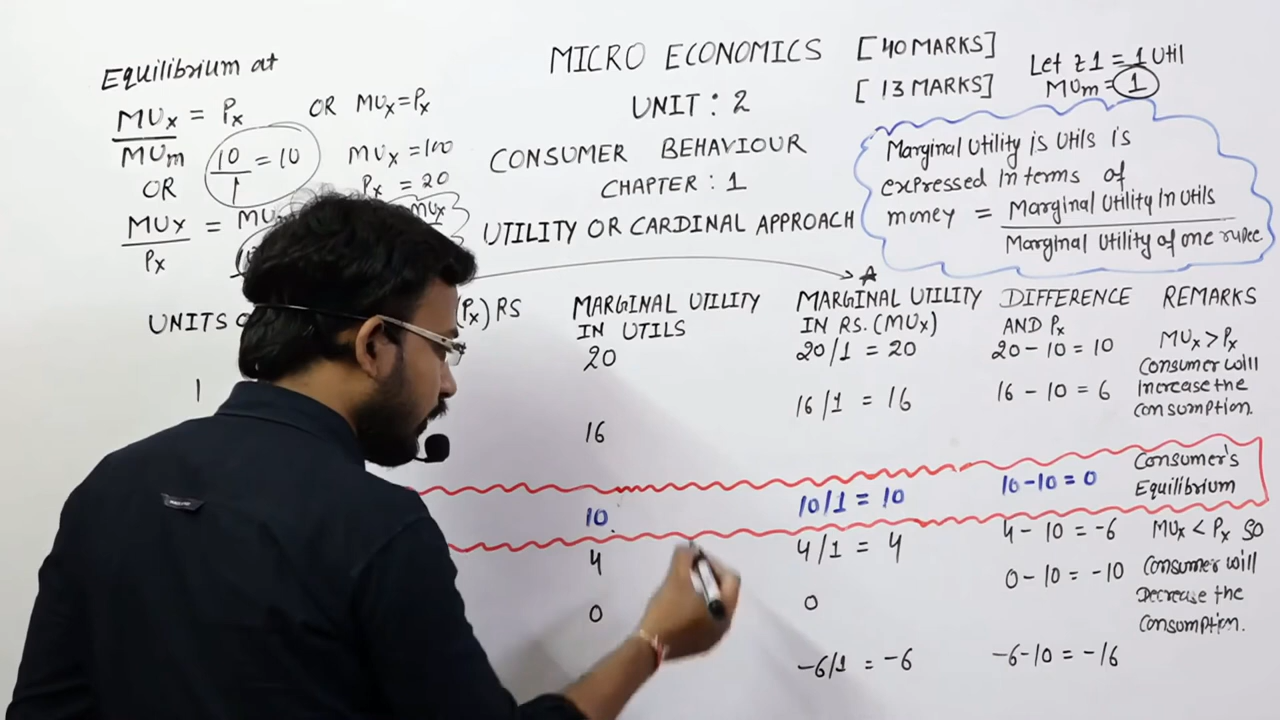 MICRO ECONOMICS [40 MARKS]
UNIT : 2 [13 MARKS]
CONSUMER BEHAVIOUR
CHAPTER : 1
UTILITY OR CARDINAL APPROACH
Equilibrium at
MUx = Px OR MUx=Px
MUm
10 = 10
1
MUx = 100
Px = 20
OR
MUx =
Px
MUx
Let ₹1 = 1 Util
MUm = 1
Marginal Utility is Utils is
expressed in terms of
money = Marginal Utility In Utils
Marginal Utility of one rupee
UNITS
(Px) RS
MARGINAL UTILITY
IN UTILS
MARGINAL UTILITY
IN RS. (MUx)
DIFFERENCE
AND Px
REMARKS
1
20
20/1 = 20
20-10 = 10
MUx > Px
Consumer will
Increase the
consumption.
16
16/1 = 16
16 - 10 = 6
10
10/1 = 10
10-10 = 0
Consumer's
Equilibrium
4
4/1 = 4
4 - 10 = -6
MUx < Px so
Consumer will
Decrease the
consumption.
0
0
0-10 = -10
-6/1 = -6
-6-10 = -16